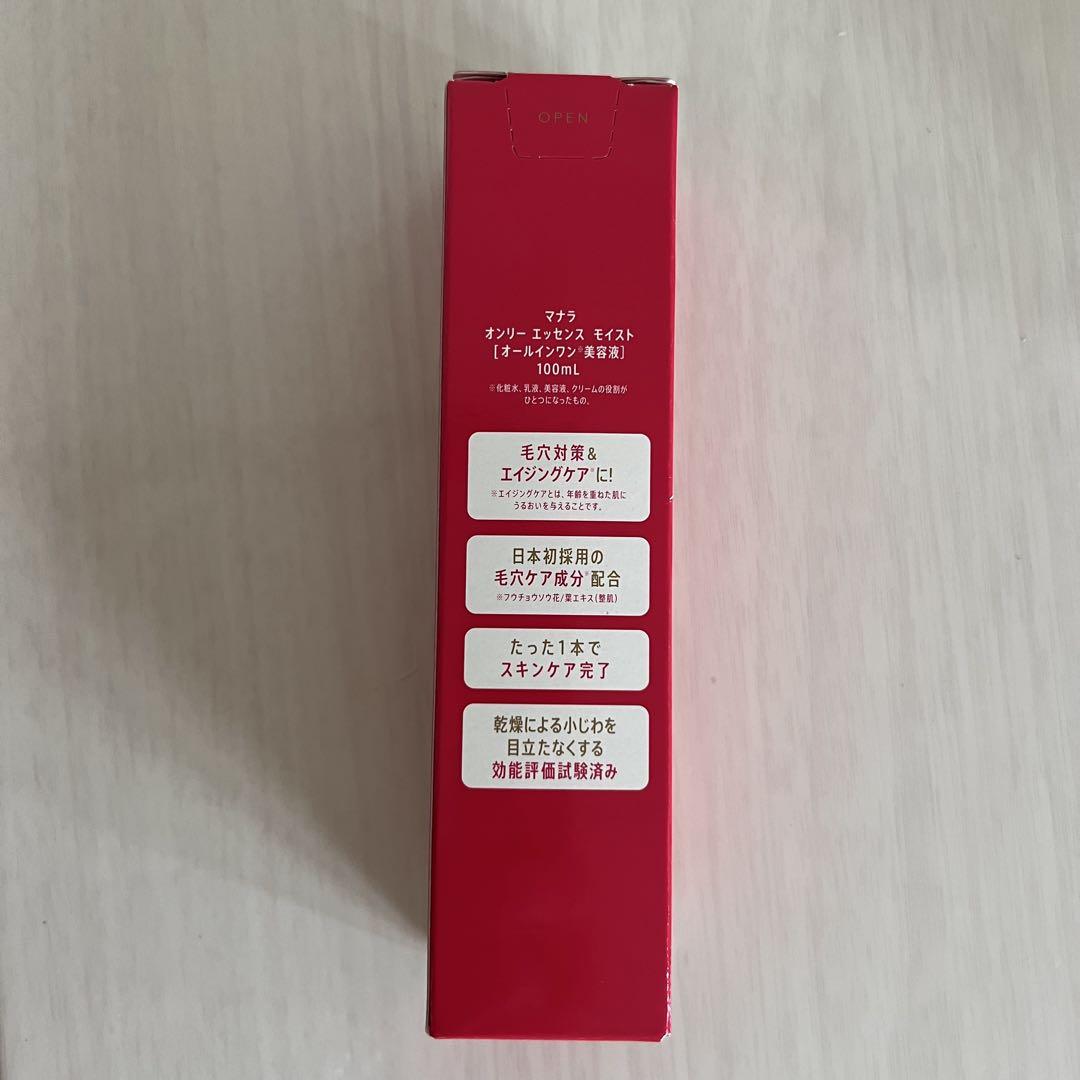 OPEN
マナラ
オンリー エッセンス モイスト
[オールインワン※美容液]
100mL
※化粧水、乳液、美容液、クリームの役割が
ひとつになったもの。
毛穴対策&
エイジングケア※に!
※エイジングケアとは、年齢を重ねた肌に
うるおいを与えることです。
日本初採用の
毛穴ケア成分※配合
※フウチョウソウ花/葉エキス(整肌)
たった1本で
スキンケア完了
乾燥による小じわを
目立たなくする
効能評価試験済み